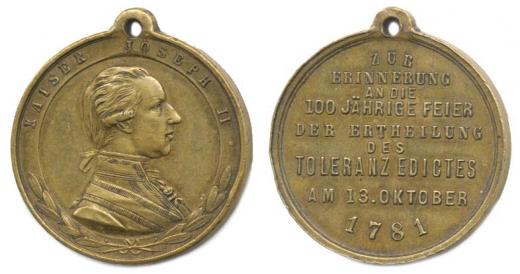 KAISER JOSEPH II
ZUR
ERINNERUNG
AN DIE
100 JÄHRIGE FEIER
DER ERTHEILUNG
DES
TOLERANZ EDICTES
AM 13. OKTOBER
1781